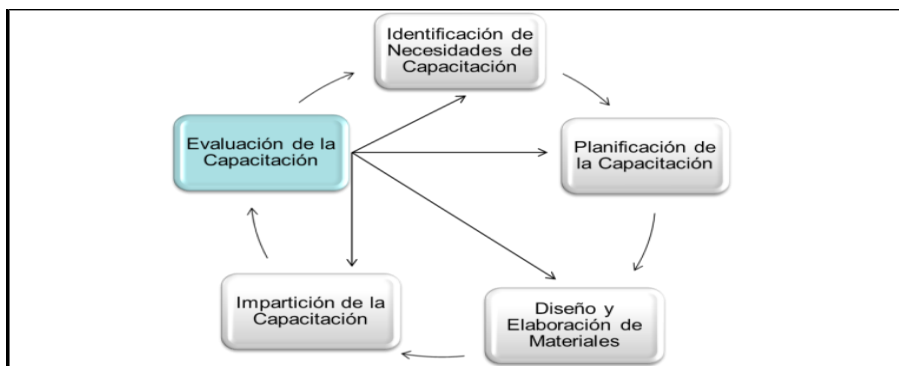 Identificación de
Necesidades de
Capacitación
Evaluación de la
Capacitación
Planificación de
la Capacitación
Impartición de la
Capacitación
Diseño y
Elaboración de
Materiales